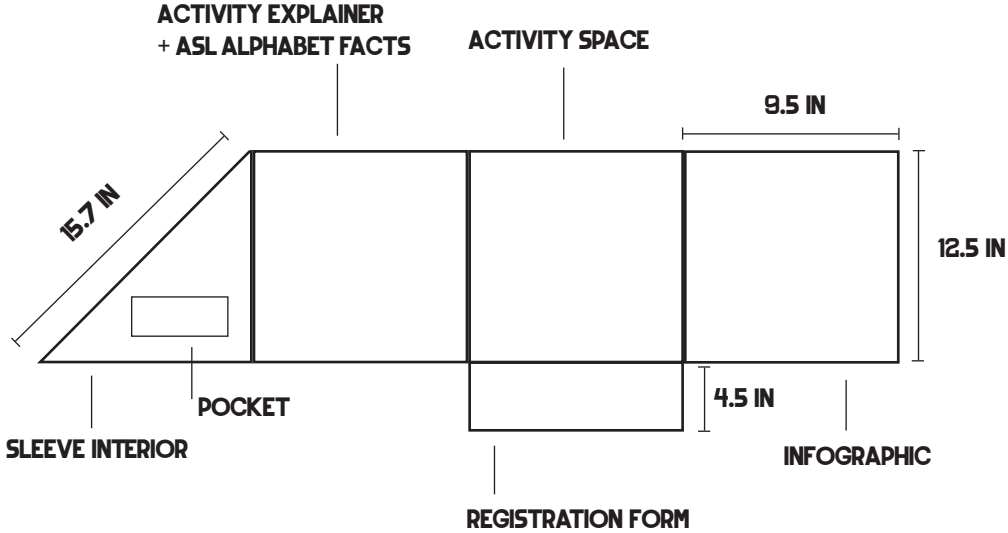 ACTIVITY EXPLAINER
+ ASL ALPHABET FACTS
ACTIVITY SPACE
9.5 IN
15.7 IN
12.5 IN
4.5 IN
POCKET
SLEEVE INTERIOR
INFOGRAPHIC
REGISTRATION FORM